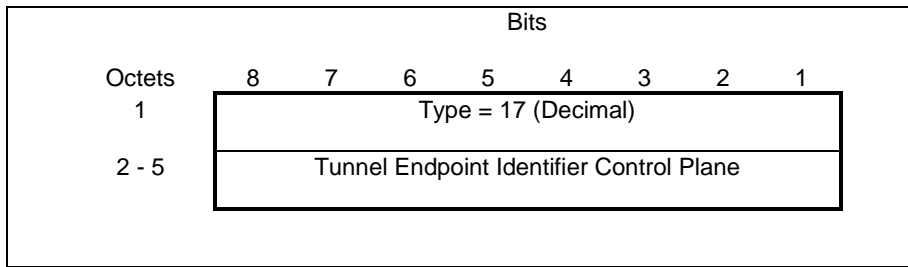 Bits
Octets 8 7 6 5 4 3 2 1
1 Type = 17 (Decimal)
2 - 5 Tunnel Endpoint Identifier Control Plane